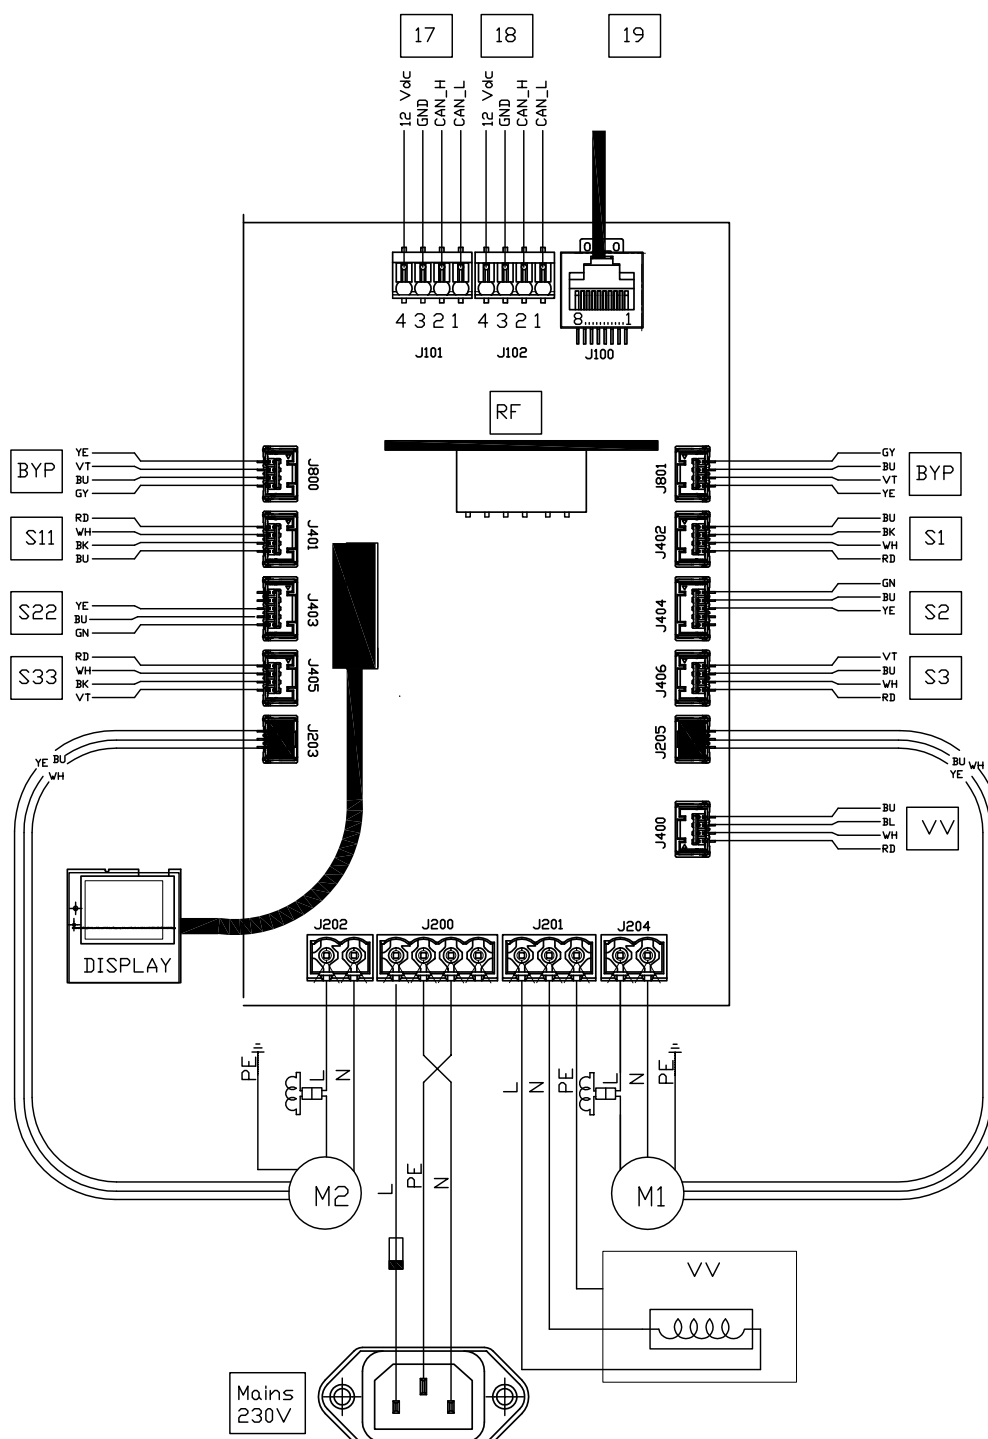 17 18 19
12 Vdc
GND
CAN_H
CAN_L
12 Vdc
GND
CAN_H
CAN_L
4 3 2 1
4 3 2 1
8.........1
J101
J102
J100
RF
BYP
YE
VT
BU
GY
J800
J801
GY
BU
VT
YE
BYP
S11
RD
WH
BK
BU
J401
J402
BU
BK
WH
RD
S1
S22
YE
BU
GN
J403
J404
GN
BU
YE
S2
S33
RD
WH
BK
VT
J405
J406
VT
BU
WH
RD
S3
J203
J205
YE BU
WH
BU WH
YE
J400
BU
BL
WH
RD
VV
DISPLAY
J202
J200
J201
J204
PE
L
N
L
N
PE
L
N
PE
L
PE
N
M2
M1
VV
Mains
230V